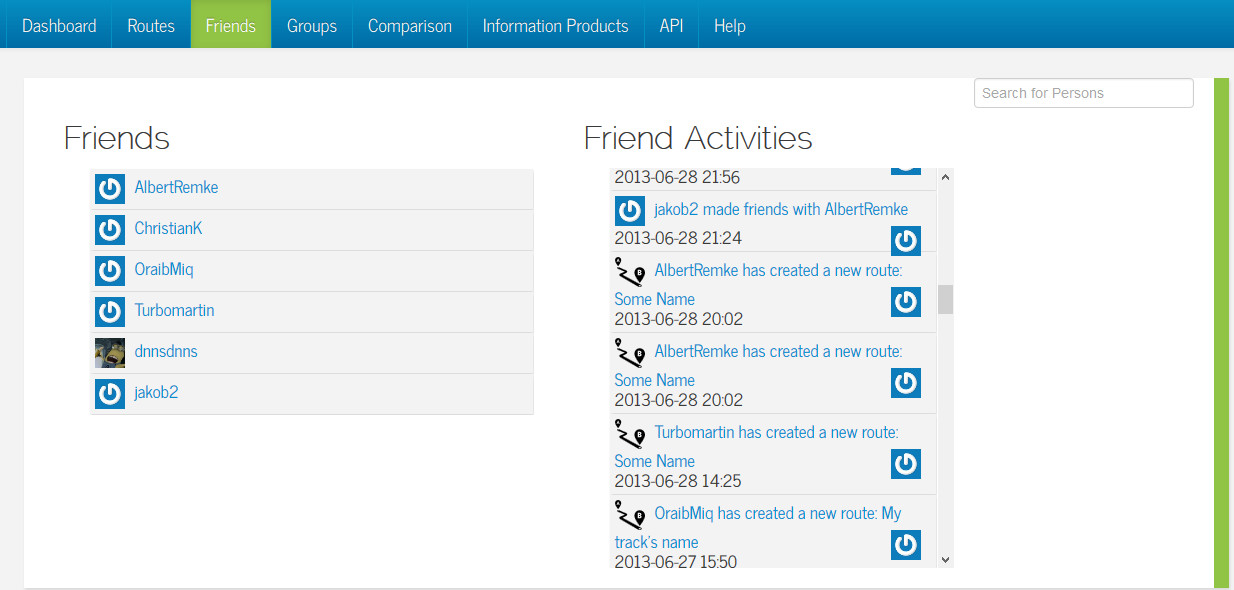 Dashboard Routes Friends Groups Comparison Information Products API Help
Search for Persons
Friends
AlbertRemke
ChristianK
OraibMiq
Turbomartin
dnnsdnns
jakob2
Friend Activities
2013-06-28 21:56
jakob2 made friends with AlbertRemke
2013-06-28 21:24
AlbertRemke has created a new route:
Some Name
2013-06-28 20:02
AlbertRemke has created a new route:
Some Name
2013-06-28 20:02
Turbomartin has created a new route:
Some Name
2013-06-28 14:25
OraibMiq has created a new route: My
track's name
2013-06-27 15:50